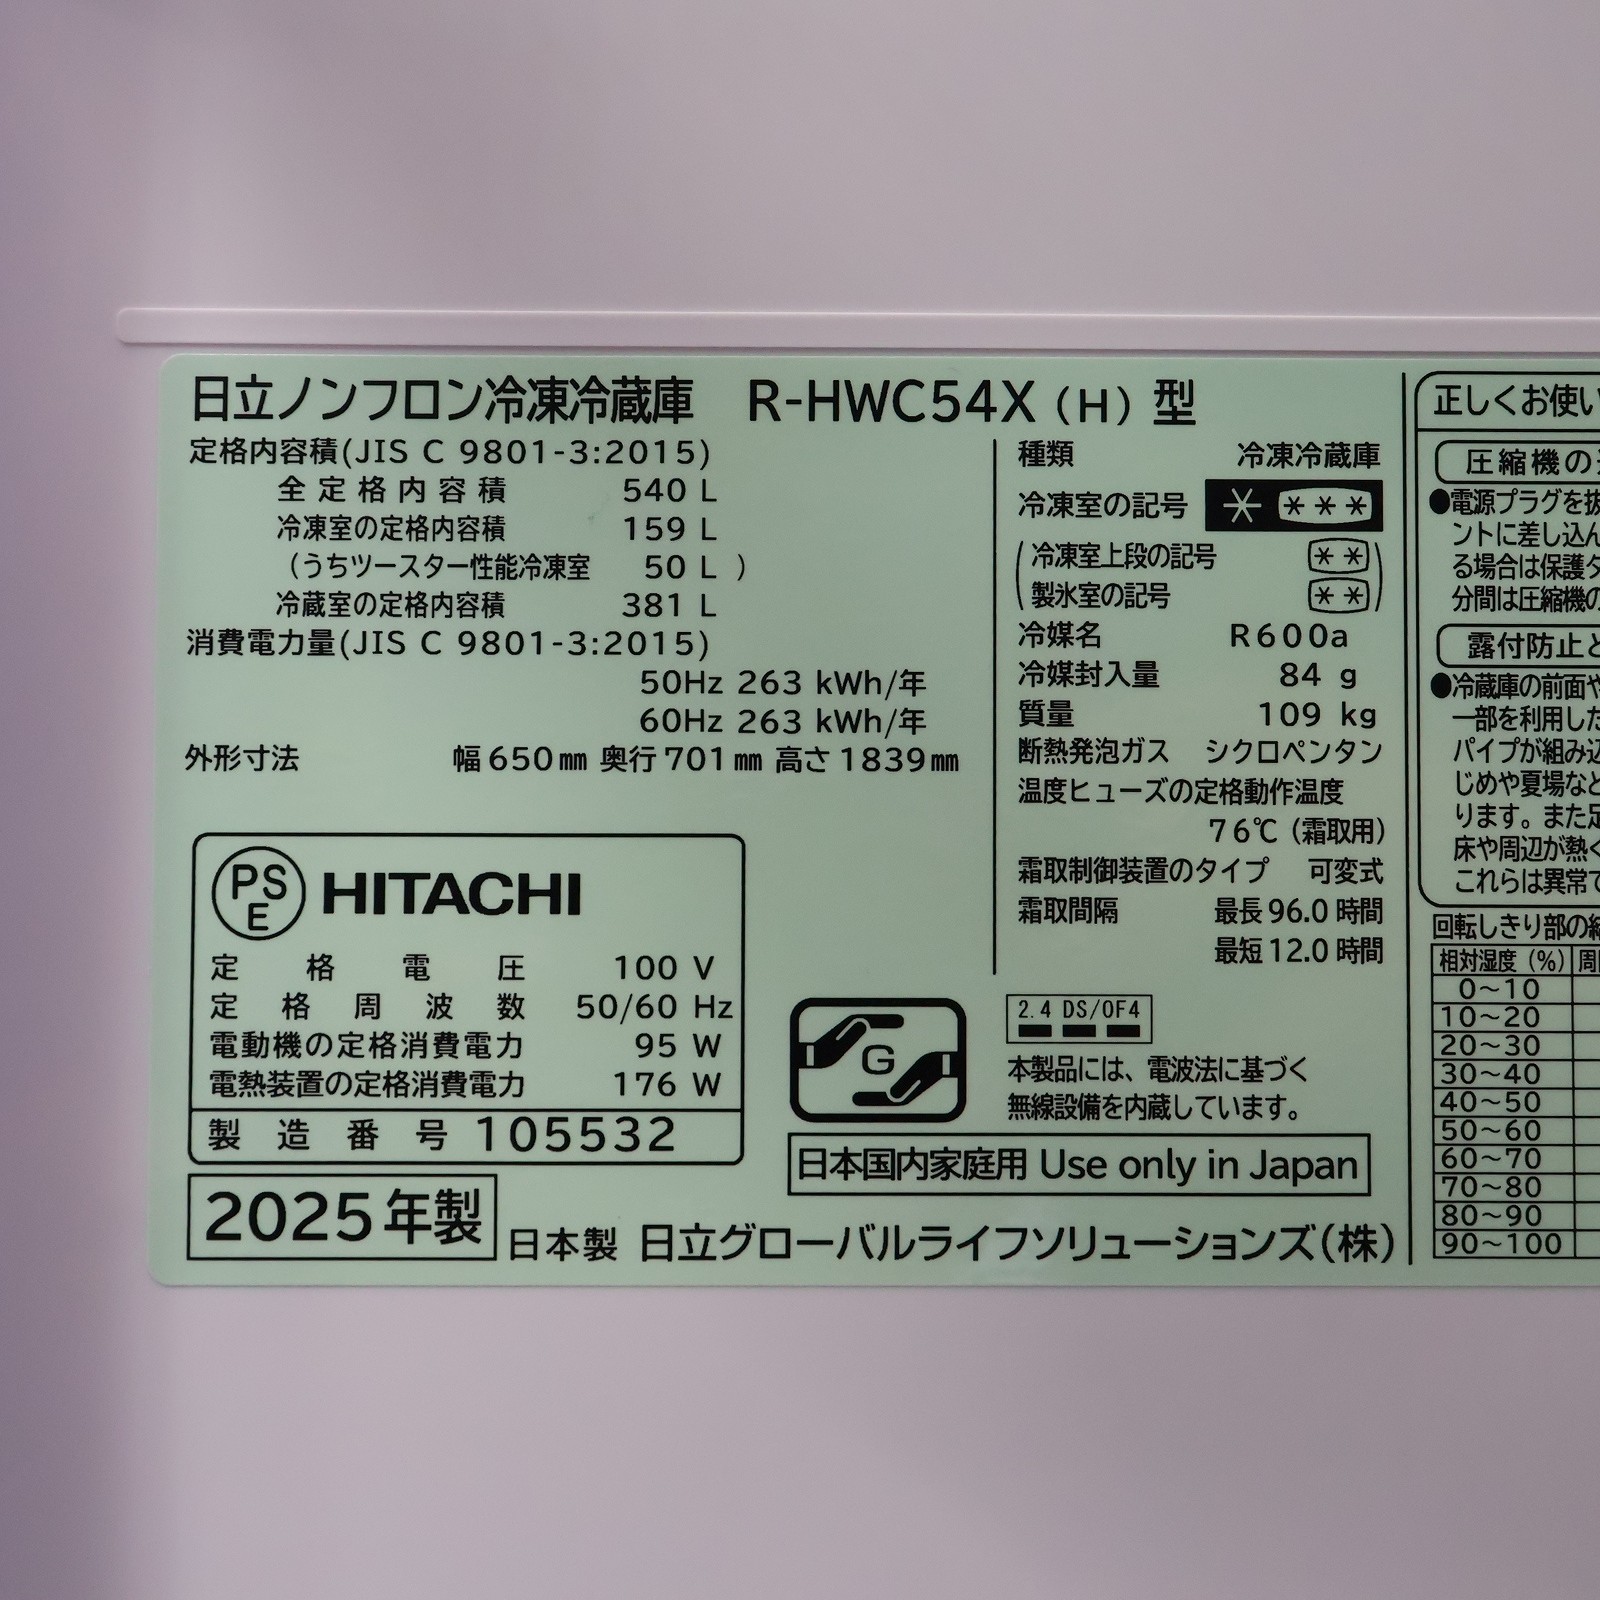 日立ノンフロン冷凍冷蔵庫 R-HWC54X (H) 型
定格内容積(JIS C 9801-3:2015)
全定格内容積 540 L
冷凍室の定格内容積 159 L
(うちツースター性能冷凍室 50 L )
冷蔵室の定格内容積 381 L
消費電力量(JIS C 9801-3:2015)
50Hz 263 kWh/年
60Hz 263 kWh/年
外形寸法 幅 650㎜ 奥行 701㎜ 高さ 1839㎜
PSE HITACHI
定格電圧 100 V
定格周波数 50/60 Hz
電動機の定格消費電力 95 W
電熱装置の定格消費電力 176 W
製造番号 105532
2025年製
日本製 日立グローバルライフソリューションズ(株)
種類 冷凍冷蔵庫
冷凍室の記号 * ***
(冷凍室上段の記号 **)
(製氷室の記号 **)
冷媒名 R600a
冷媒封入量 84 g
質量 109 kg
断熱発泡ガス シクロペンタン
温度ヒューズの定格動作温度
76℃(霜取用)
霜取制御装置のタイプ 可変式
霜取間隔 最長 96.0 時間
最短 12.0 時間
G
2.4 DS/OF4
本製品には、電波法に基づく
無線設備を内蔵しています。
日本国内家庭用 Use only in Japan
正しくお使い
圧縮機の
●電源プラグを抜
ントに差し込ん
る場合は保護タ
分間は圧縮機の
露付防止と
●冷蔵庫の前面や
一部を利用した
パイプが組み込
じめや夏場など
ります。また足
床や周辺が熱く
これらは異常で
回転しきり部の結
相対湿度(%) 周
0～10
10～20
20～30
30～40
40～50
50～60
60～70
70～80
80～90
90～100